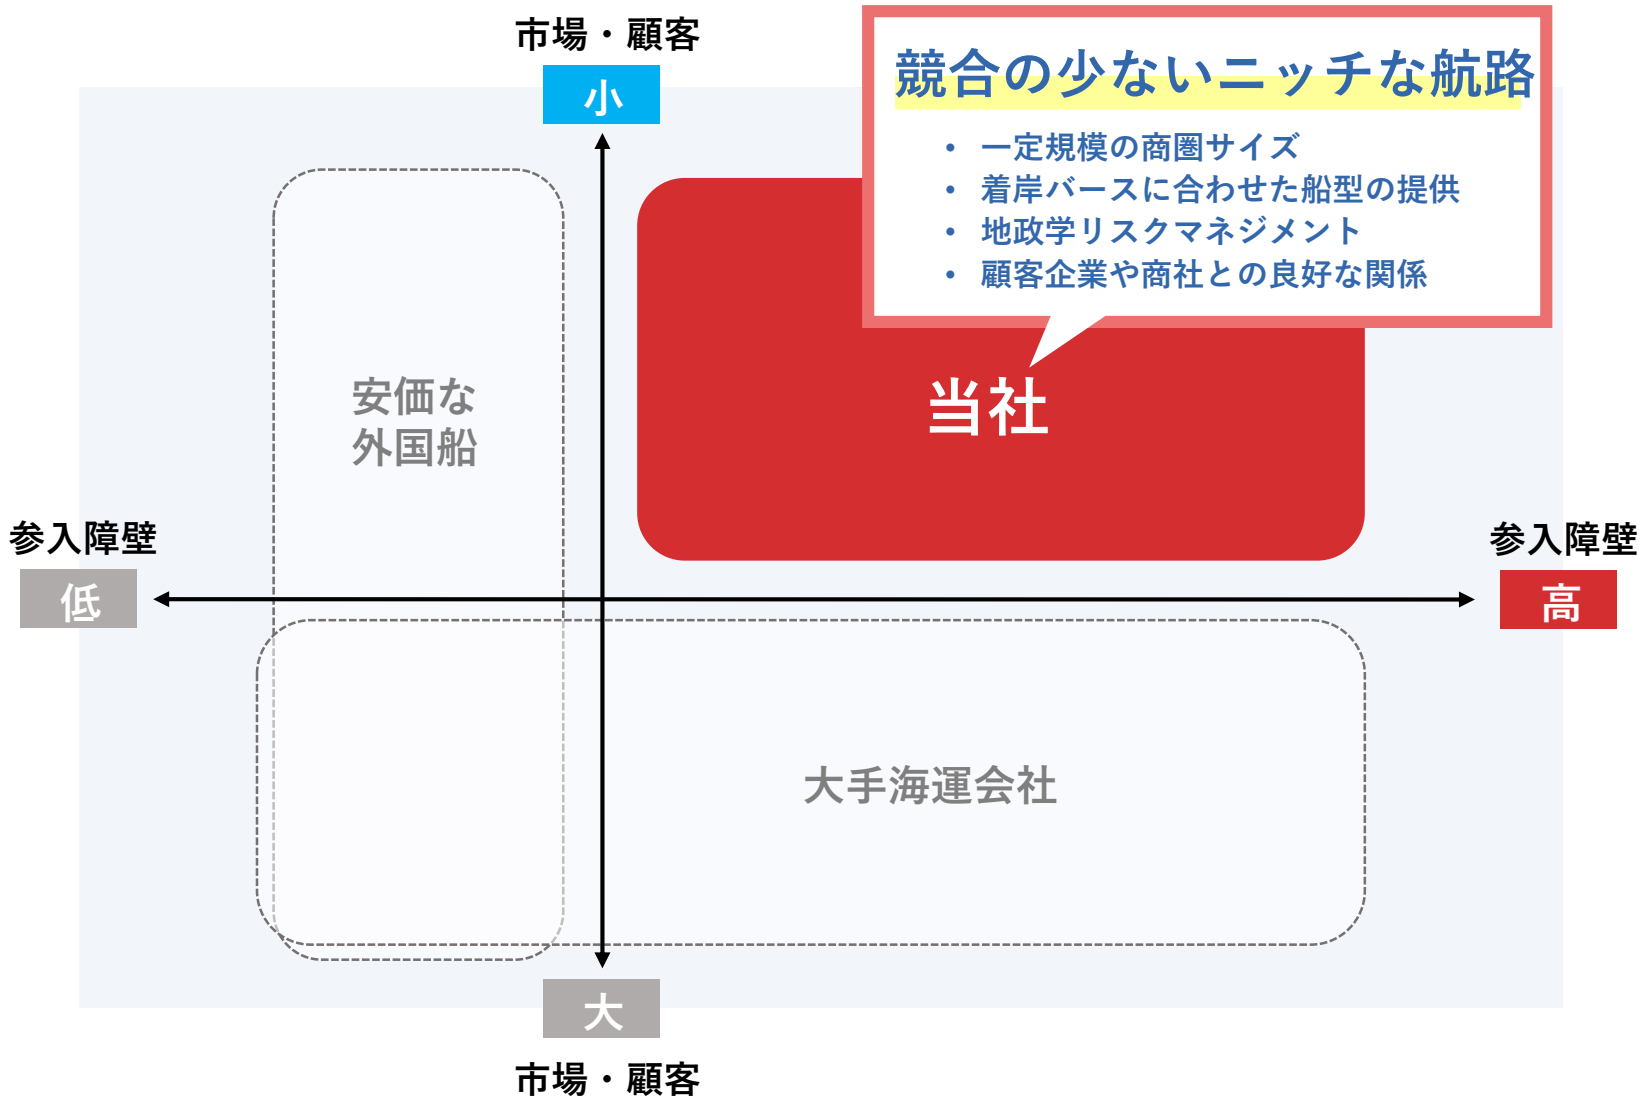 市場・顧客
小
競合の少ないニッチな航路
• 一定規模の商圏サイズ
• 着岸バースに合わせた船型の提供
• 地政学リスクマネジメント
• 顧客企業や商社との良好な関係
安価な
外国船
当社
参入障壁
低
参入障壁
高
大手海運会社
大
市場・顧客